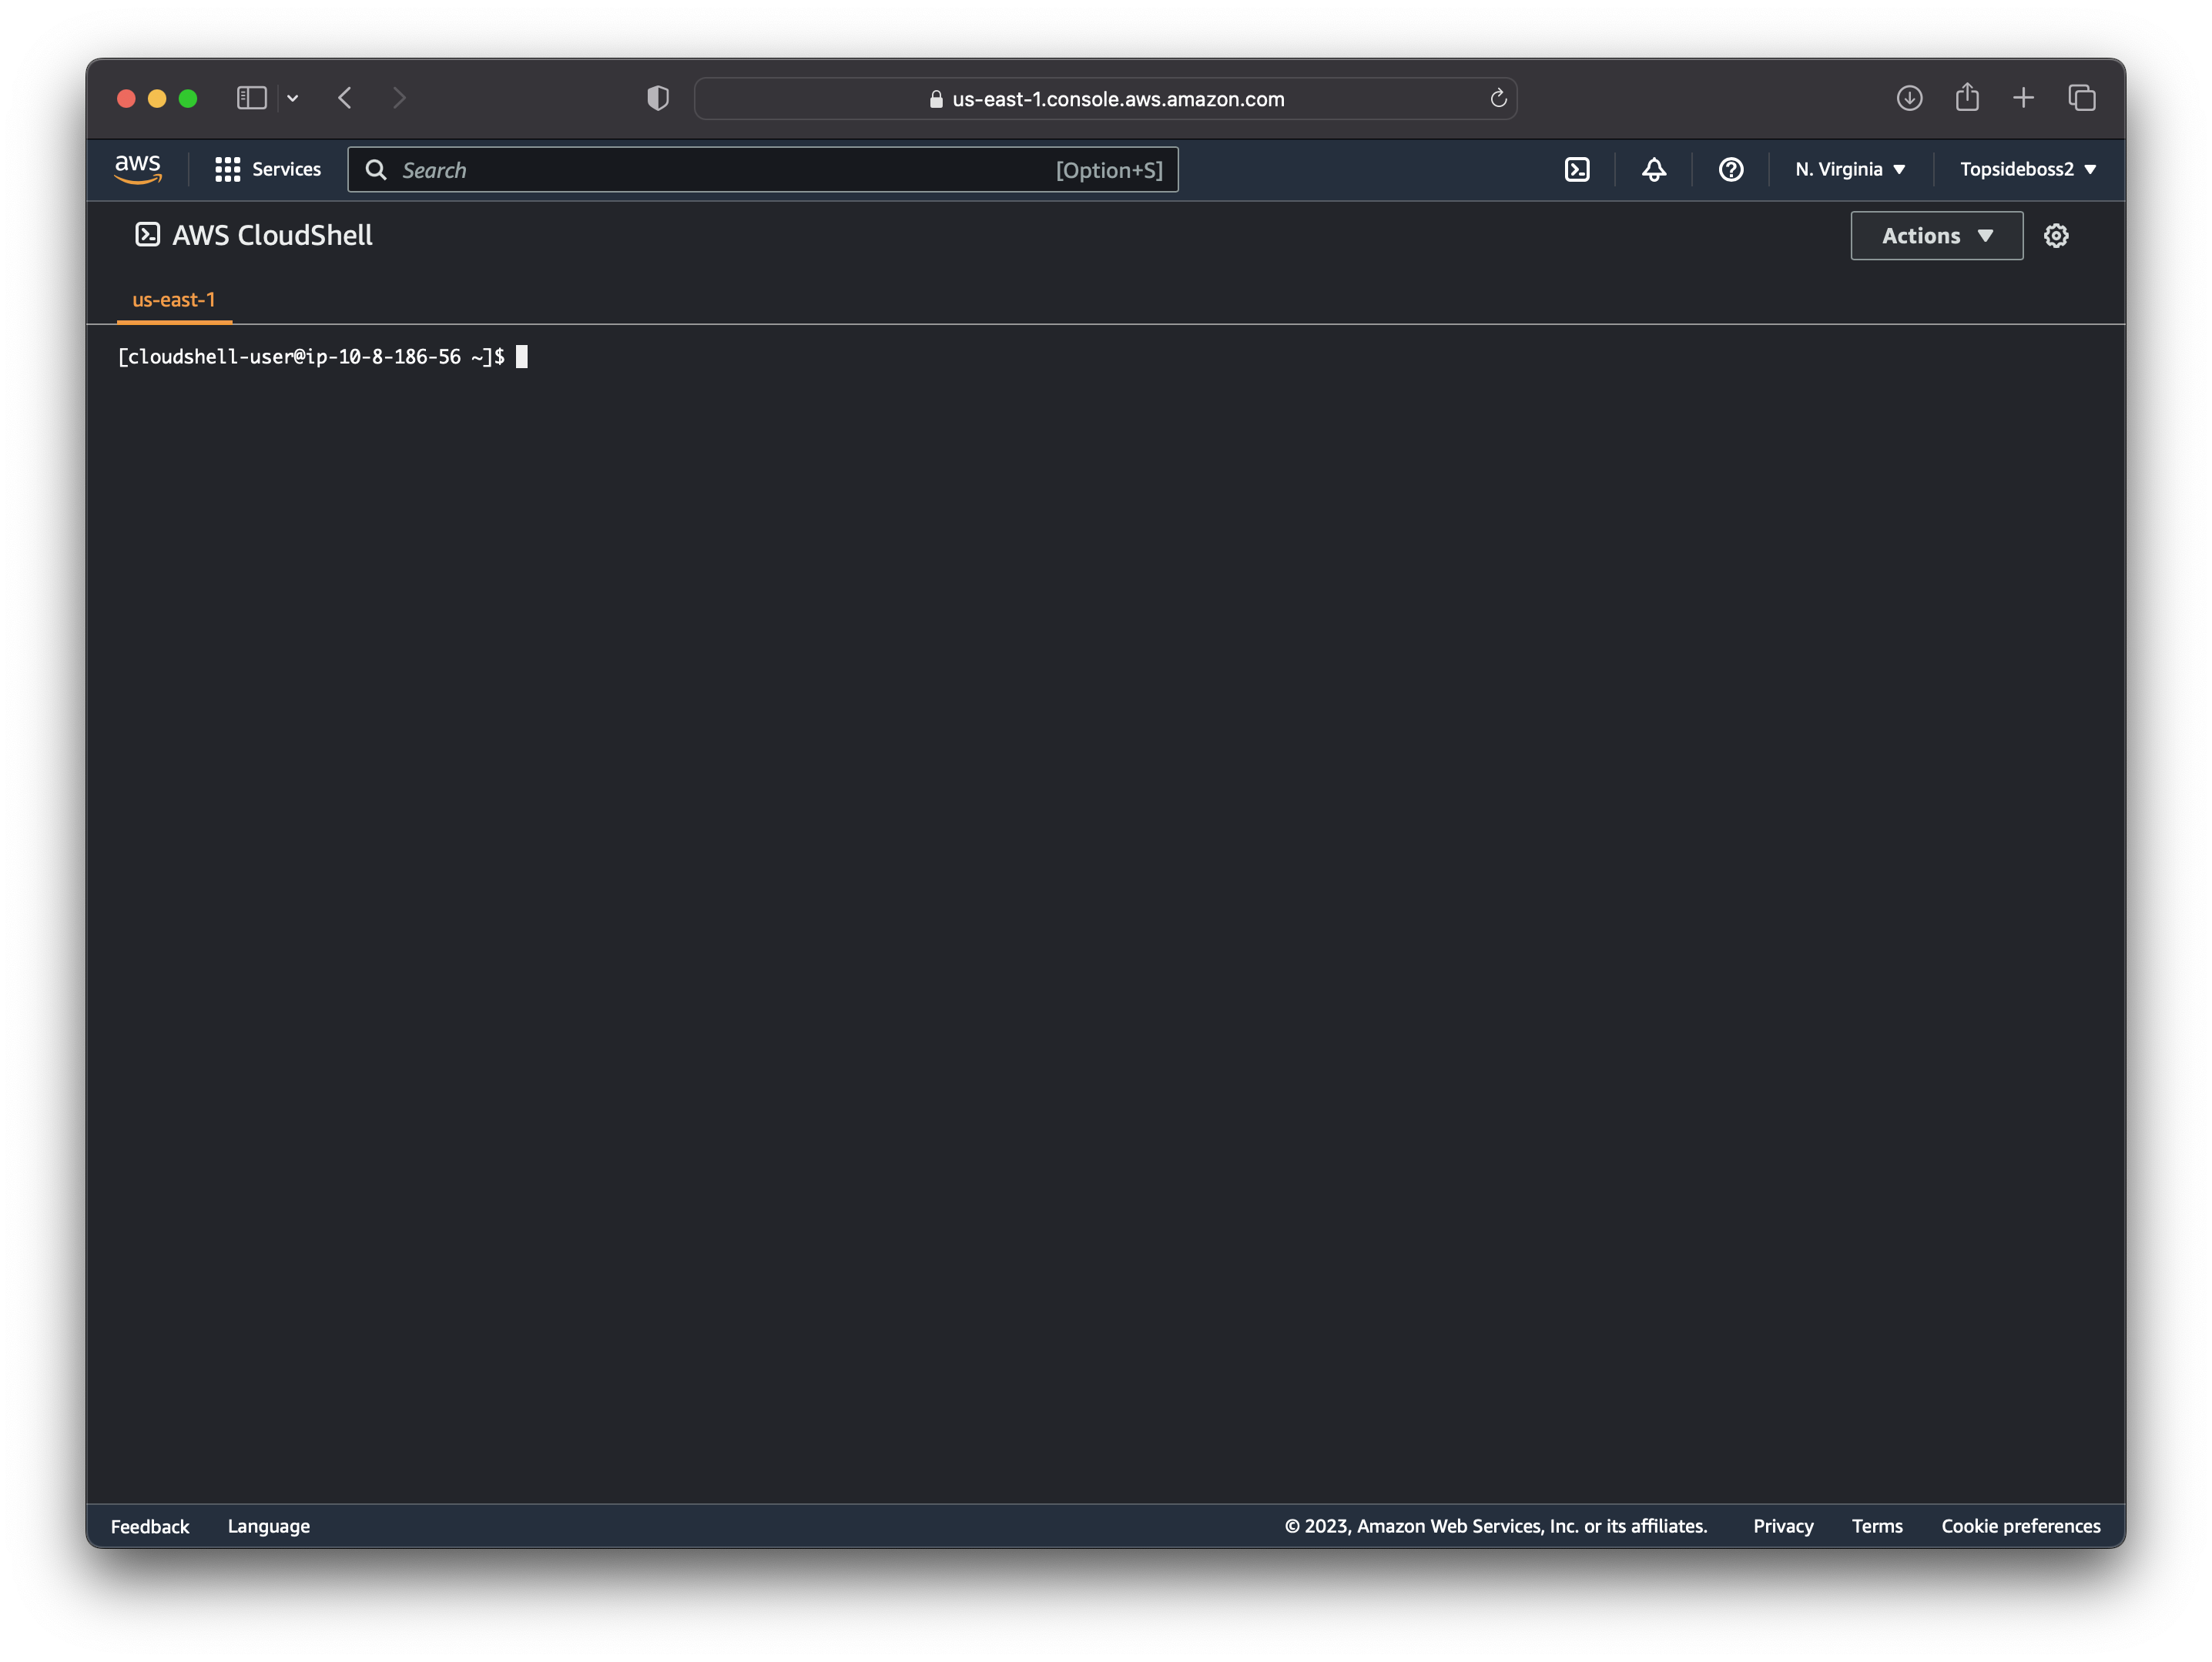 us-east-1.console.aws.amazon.com
aws Services Search [Option+S] N. Virginia Topsideboss2
AWS CloudShell Actions
us-east-1
[cloudshell-user@ip-10-8-186-56 ~]$
Feedback Language © 2023, Amazon Web Services, Inc. or its affiliates. Privacy Terms Cookie preferences